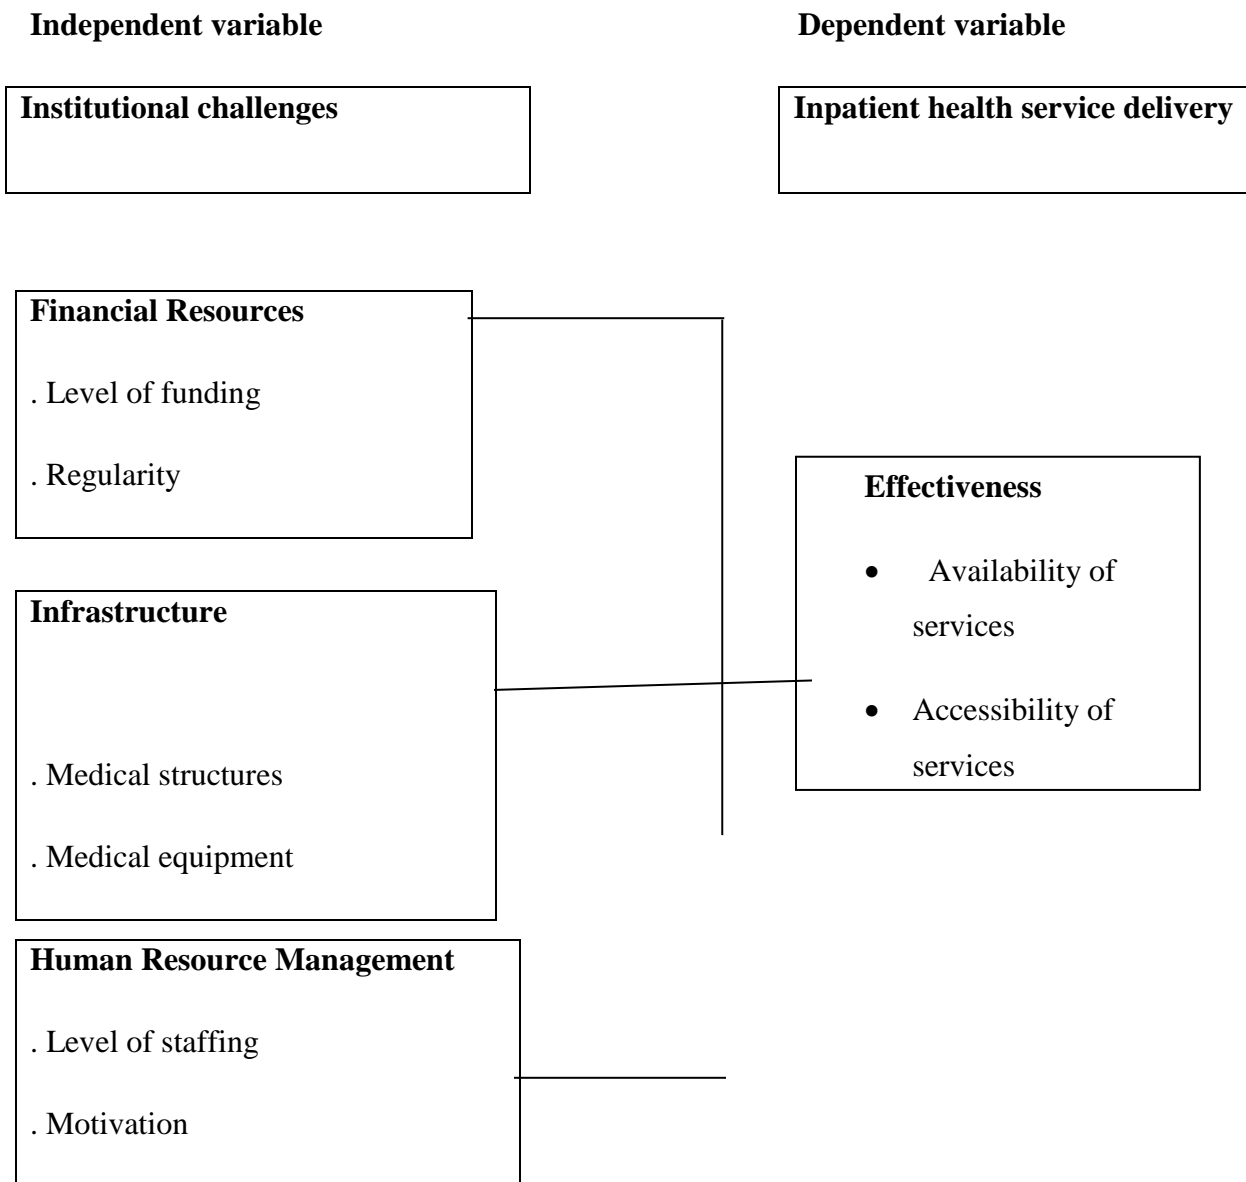 Independent variable
Dependent variable
Institutional challenges
Inpatient health service delivery
Financial Resources
. Level of funding
. Regularity
Infrastructure
. Medical structures
. Medical equipment
Human Resource Management
. Level of staffing
. Motivation
Effectiveness
• Availability of
services
• Accessibility of
services